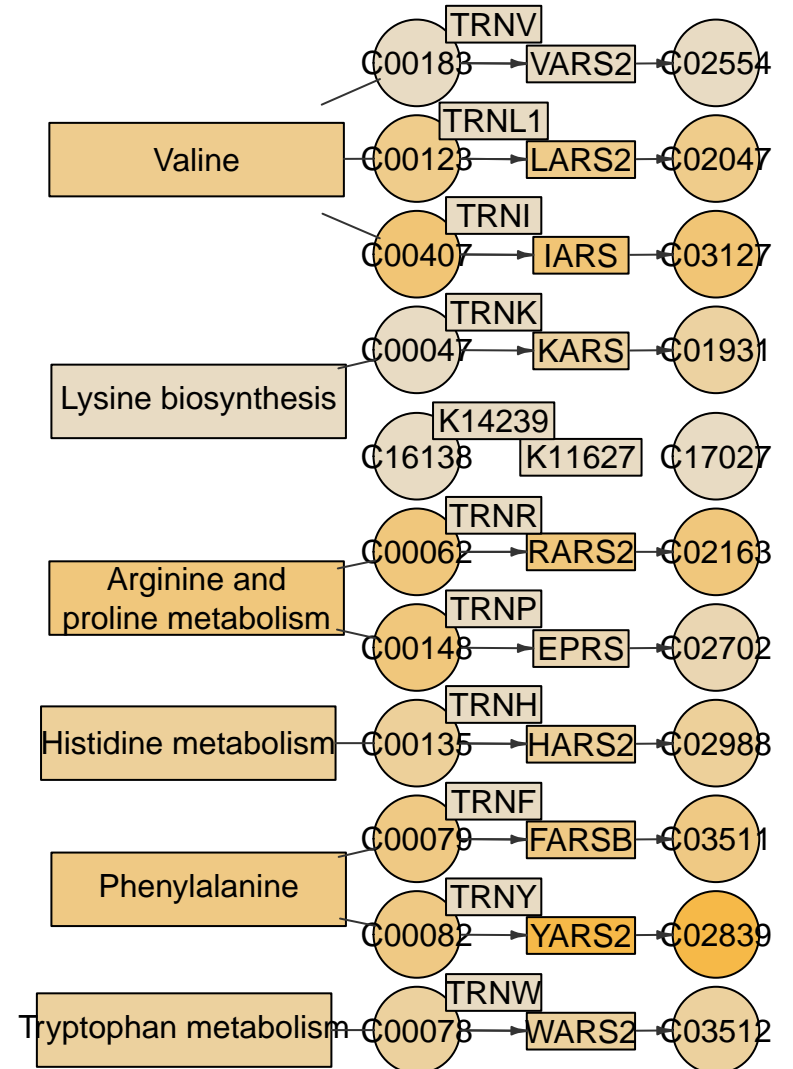 TRNV
C00183 VARS2 C02554
TRNL1
Valine C00123 LARS2 C02047
TRNI
C00407 IARS C03127
TRNK
C00047 KARS C01931
Lysine biosynthesis
K14239
C16138 K11627 C17027
TRNR
C00062 RARS2 C02163
Arginine and
proline metabolism
TRNP
C00148 EPRS C02702
TRNH
Histidine metabolism C00135 HARS2 C02988
TRNF
C00079 FARSB C03511
Phenylalanine
TRNY
C00082 YARS2 C02839
TRNW
Tryptophan metabolism C00078 WARS2 C03512